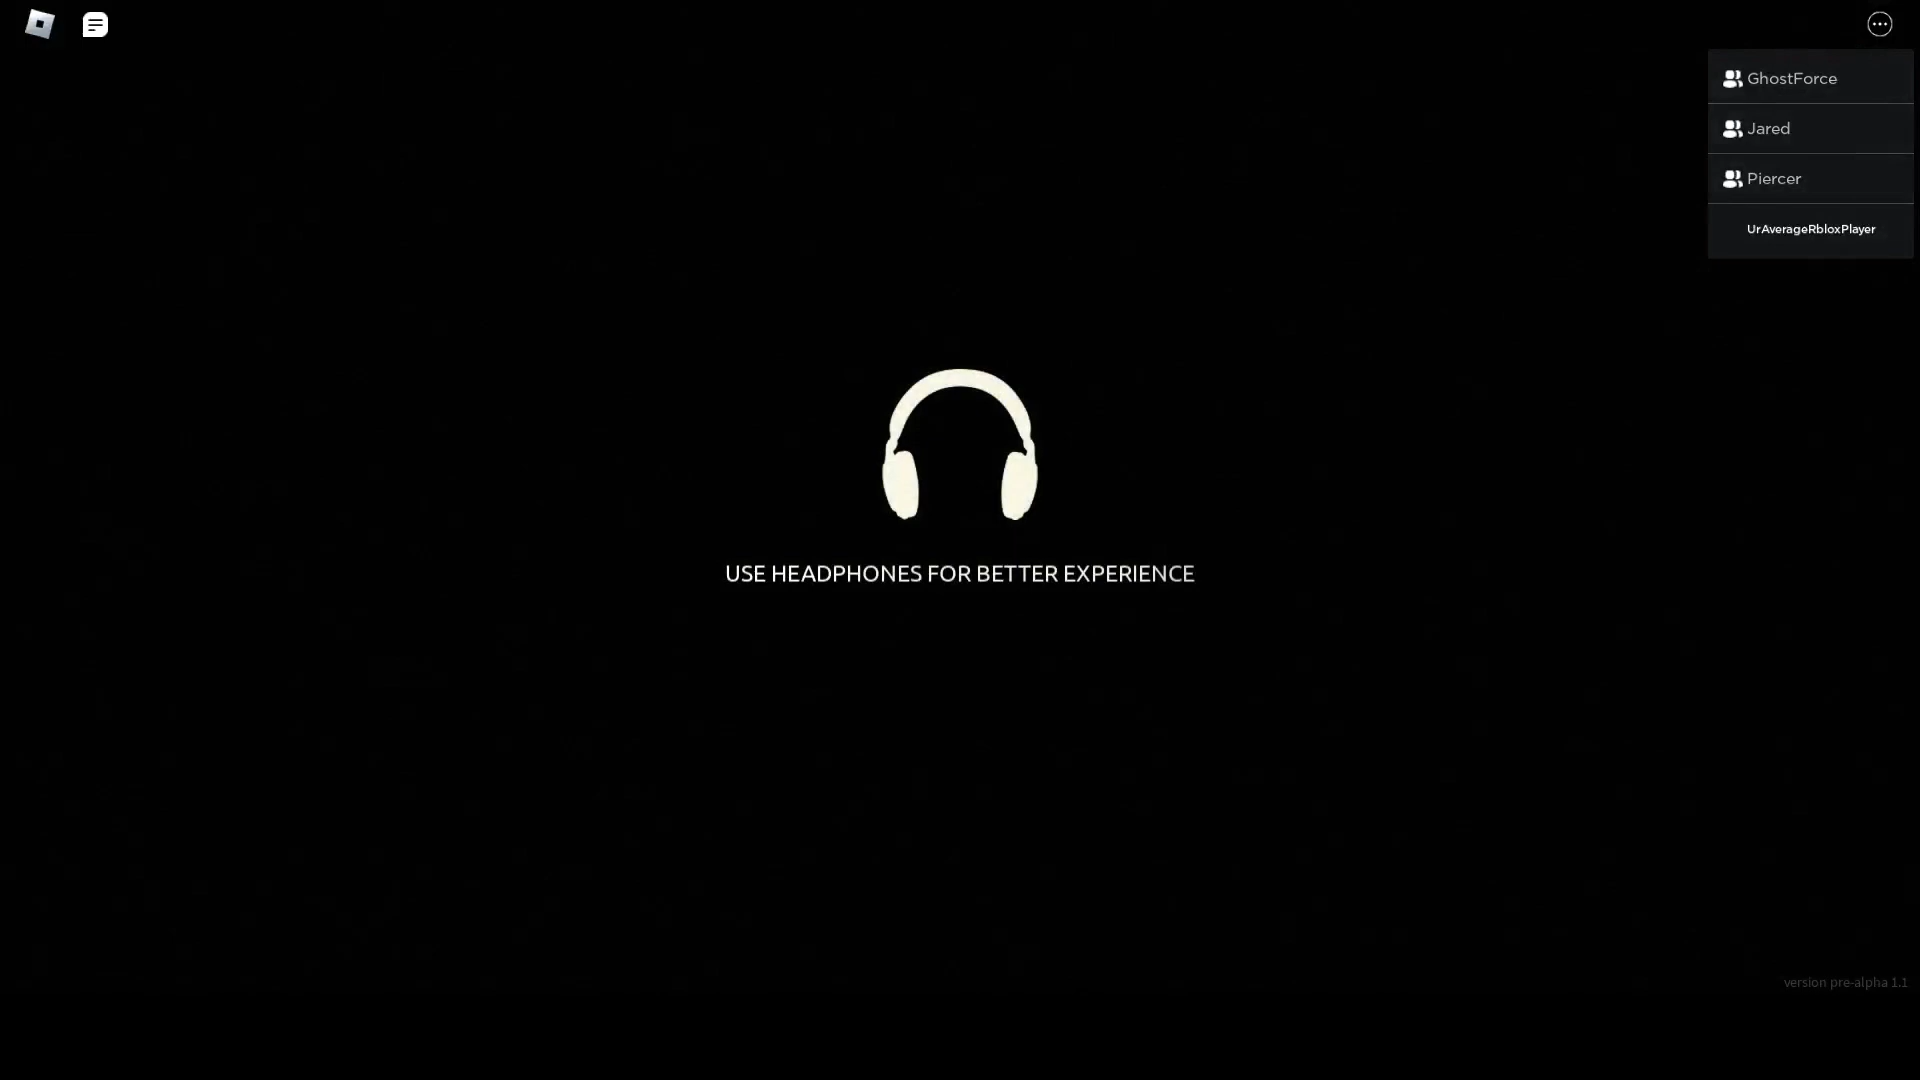 GhostForce
Jared
Piercer
UrAverageRbloxPlayer
USE HEADPHONES FOR BETTER EXPERIENCE
version pre-alpha 1.1